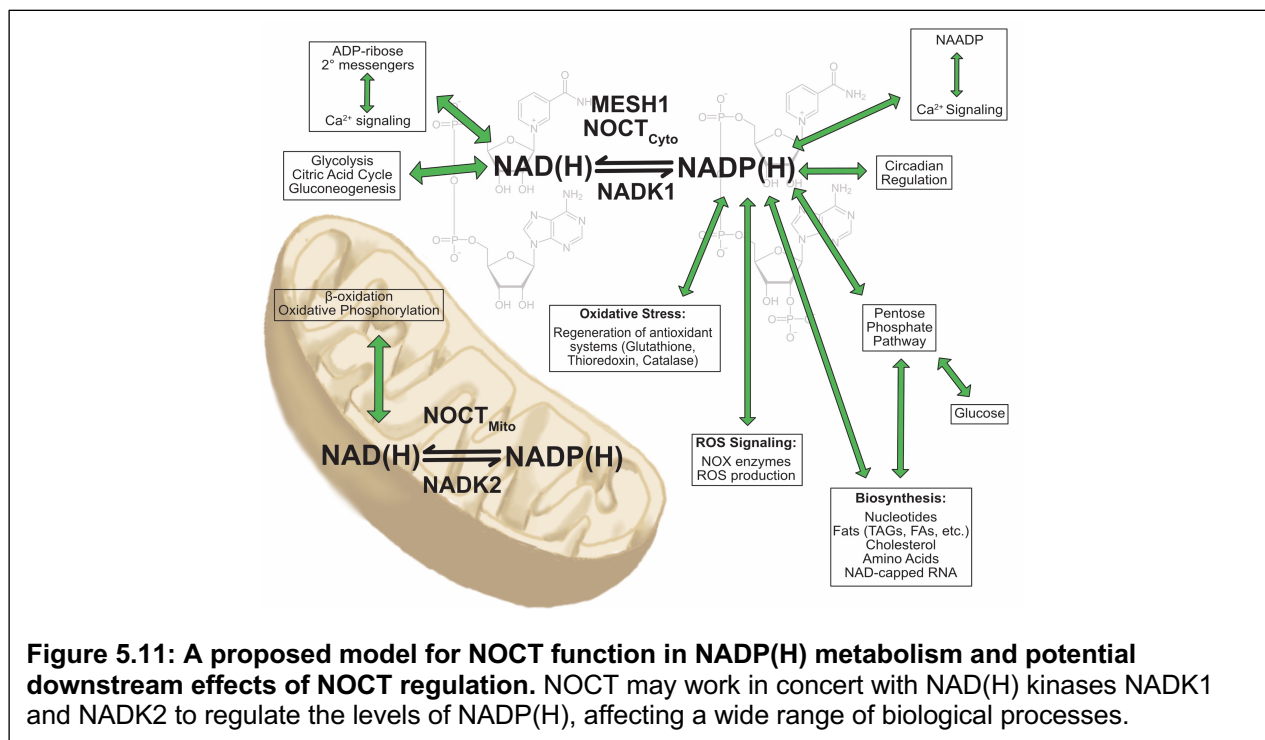 ADP-ribose
2° messengers
Ca²⁺ signaling
Glycolysis
Citric Acid Cycle
Gluconeogenesis
MESH1
NOCT_Cyto
NAD(H)
NADP(H)
NADK1
NAADP
Ca²⁺ Signaling
Circadian
Regulation
β-oxidation
Oxidative Phosphorylation
NOCT_Mito
NAD(H)
NADP(H)
NADK2
Oxidative Stress:
Regeneration of antioxidant
systems (Glutathione,
Thioredoxin, Catalase)
ROS Signaling:
NOX enzymes
ROS production
Pentose
Phosphate
Pathway
Glucose
Biosynthesis:
Nucleotides
Fats (TAGs, FAs, etc.)
Cholesterol
Amino Acids
NAD-capped RNA
Figure 5.11: A proposed model for NOCT function in NADP(H) metabolism and potential
downstream effects of NOCT regulation. NOCT may work in concert with NAD(H) kinases NADK1
and NADK2 to regulate the levels of NADP(H), affecting a wide range of biological processes.